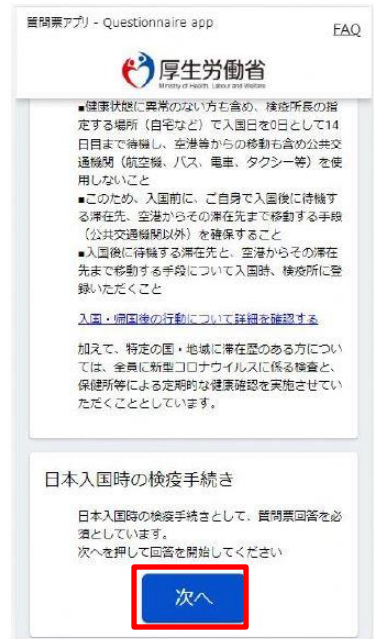 質問票アプリ - Questionnaire app
FAQ
厚生労働省
Ministry of Health, Labour and Welfare
■健康状態に異常のない方も含め、検疫所長の指
定する場所（自宅など）で入国日を0日として14
日目まで待機し、空港等からの移動も含め公共交
通機関（航空機、バス、電車、タクシー等）を使
用しないこと
■このため、入国前に、ご自身で入国後に待機す
る滞在先、空港からその滞在先まで移動する手段
（公共交通機関以外）を確保すること
■入国後に待機する滞在先と、空港からその滞在
先まで移動する手段について入国時、検疫所に登
録いただくこと
入国・帰国後の行動について詳細を確認する
加えて、特定の国・地域に滞在歴のある方につい
ては、全員に新型コロナウイルスに係る検査と、
保健所等による定期的な健康確認を実施させてい
ただくこととしています。
日本入国時の検疫手続き
日本入国時の検疫手続きとして、質問票回答を必
須としています。
次へを押して回答を開始してください
次へ